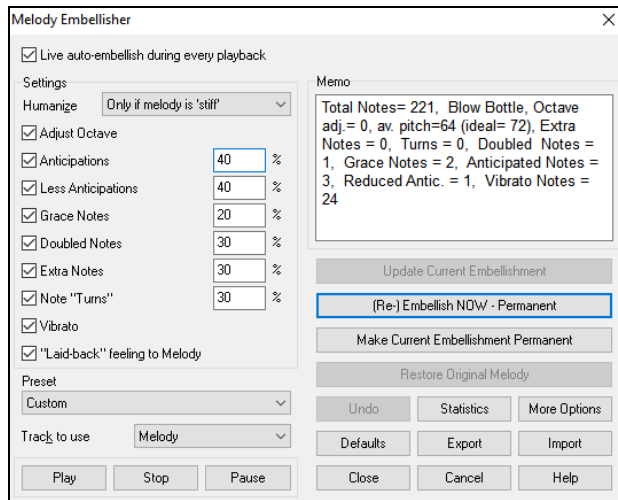 Melody Embellisher
Live auto-embellish during every playback
Settings
Humanize Only if melody is 'stiff'
Adjust Octave
Anticipations 40 %
Less Anticipations 40 %
Grace Notes 20 %
Doubled Notes 30 %
Extra Notes 30 %
Note "Turns" 30 %
Vibrato
"Laid-back" feeling to Melody
Preset
Custom
Track to use Melody
Play Stop Pause
Memo
Total Notes= 221, Blow Bottle, Octave
adj.= 0, av. pitch=64 (ideal= 72), Extra
Notes = 0, Turns = 0, Doubled Notes =
1, Grace Notes = 2, Anticipated Notes =
3, Reduced Antic. = 1, Vibrato Notes =
24
Update Current Embellishment
(Re-) Embellish NOW - Permanent
Make Current Embellishment Permanent
Restore Original Melody
Undo Statistics More Options
Defaults Export Import
Close Cancel Help